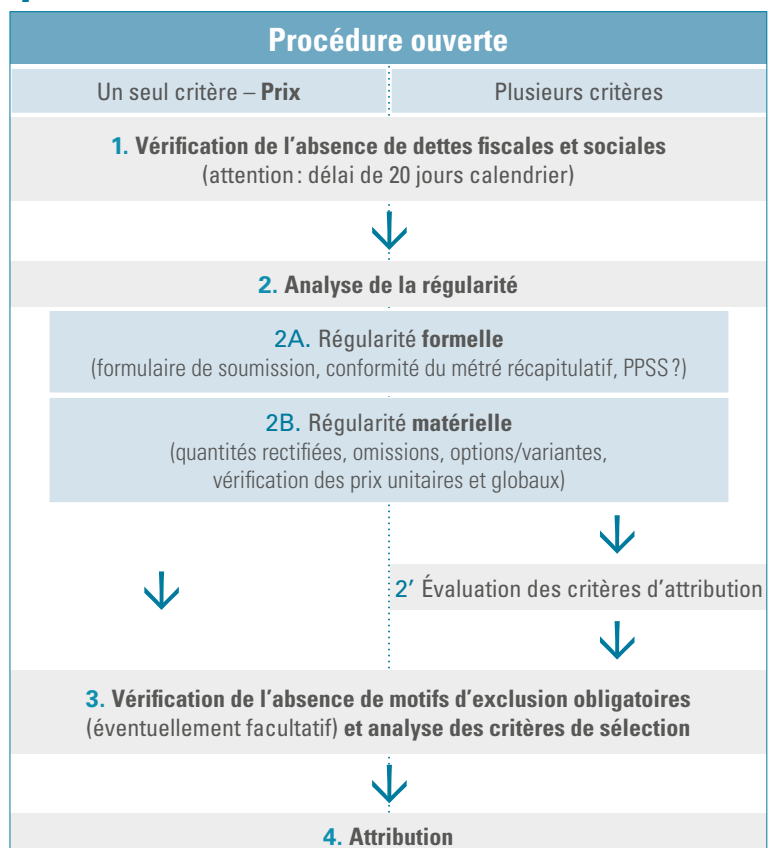 Procédure ouverte
Un seul critère – Prix
Plusieurs critères
1. Vérification de l'absence de dettes fiscales et sociales
(attention : délai de 20 jours calendrier)
2. Analyse de la régularité
2A. Régularité formelle
(formulaire de soumission, conformité du métré récapitulatif, PPSS ?)
2B. Régularité matérielle
(quantités rectifiées, omissions, options/variantes,
vérification des prix unitaires et globaux)
2’ Évaluation des critères d’attribution
3. Vérification de l’absence de motifs d’exclusion obligatoires
(éventuellement facultatif) et analyse des critères de sélection
4. Attribution